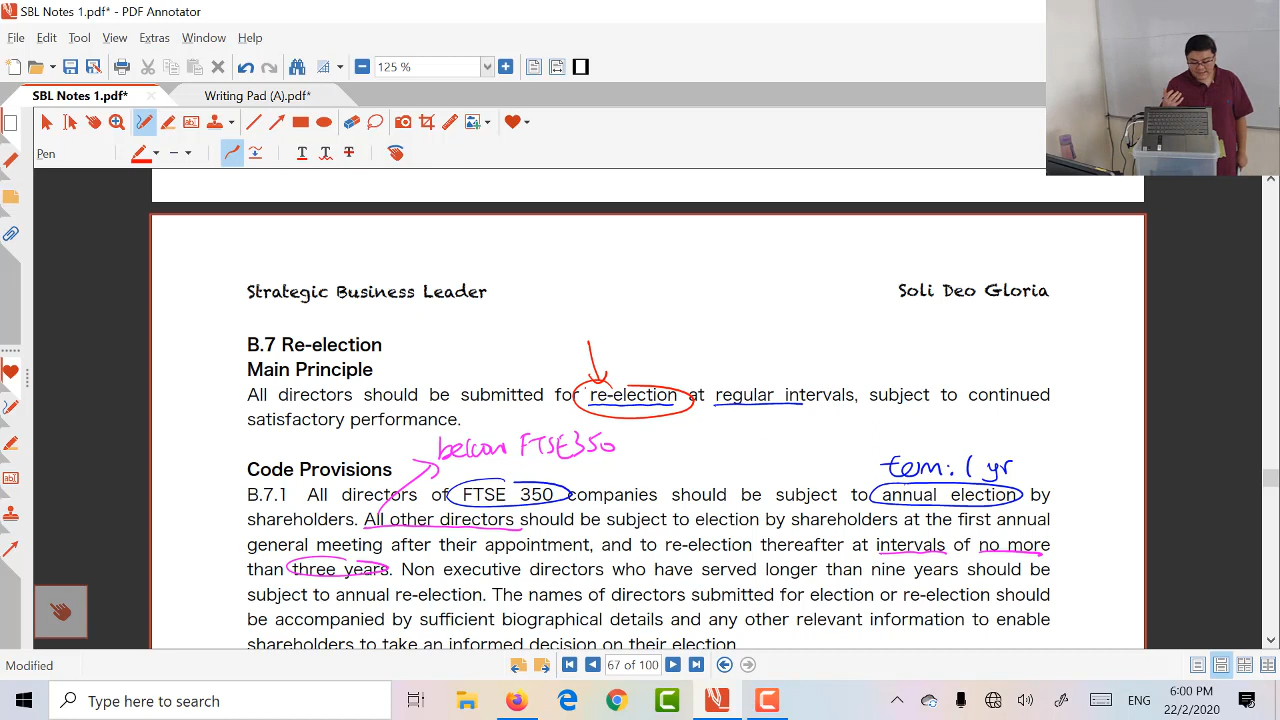 SBL Notes 1.pdf* - PDF Annotator
File Edit Tool View Extras Window Help
125 %
SBL Notes 1.pdf* Writing Pad (A).pdf*
Pen
Strategic Business Leader Soli Deo Gloria
B.7 Re-election
Main Principle
All directors should be submitted for re-election at regular intervals, subject to continued
satisfactory performance.
FTSE350
Code Provisions
term: 1 yr
B.7.1 All directors of FTSE 350 companies should be subject to annual election by
shareholders. All other directors should be subject to election by shareholders at the first annual
general meeting after their appointment, and to re-election thereafter at intervals of no more
than three years. Non executive directors who have served longer than nine years should be
subject to annual re-election. The names of directors submitted for election or re-election should
be accompanied by sufficient biographical details and any other relevant information to enable
shareholders to take an informed decision on their election.
Modified
67 of 100
Type here to search
ENG
6:00 PM
22/2/2020